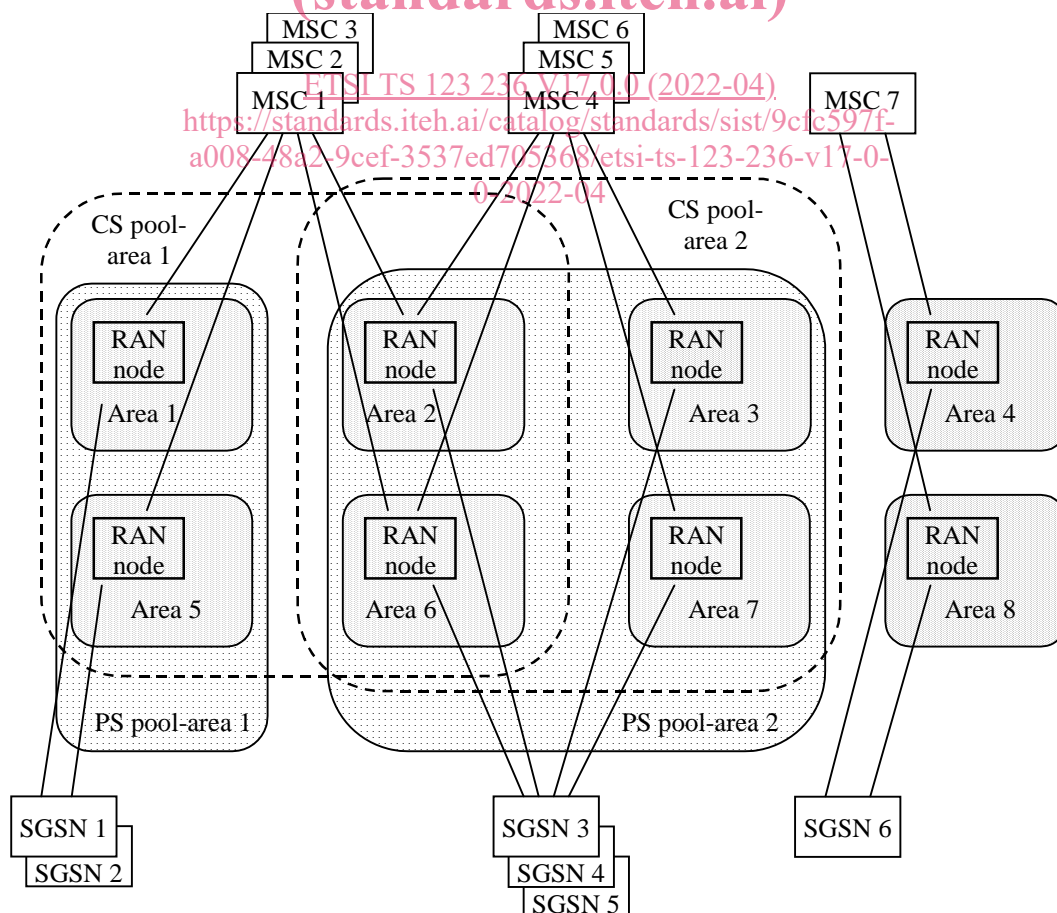 (standards.iteh.ai)
MSC 3
MSC 2
MSC 1
MSC 6
MSC 5
MSC 4
MSC 7
ETSI TS 123 236 V17.0.0 (2022-04)
https://standards.iteh.ai/catalog/standards/sist/9cfc597f-
a008-48a2-9cef-3537ed705368/etsi-ts-123-236-v17-0-
0-2022-04
CS pool-
area 1
CS pool-
area 2
RAN
node
Area 1
RAN
node
Area 2
RAN
node
Area 3
RAN
node
Area 4
RAN
node
Area 5
RAN
node
Area 6
RAN
node
Area 7
RAN
node
Area 8
PS pool-area 1
PS pool-area 2
SGSN 1
SGSN 2
SGSN 3
SGSN 4
SGSN 5
SGSN 6